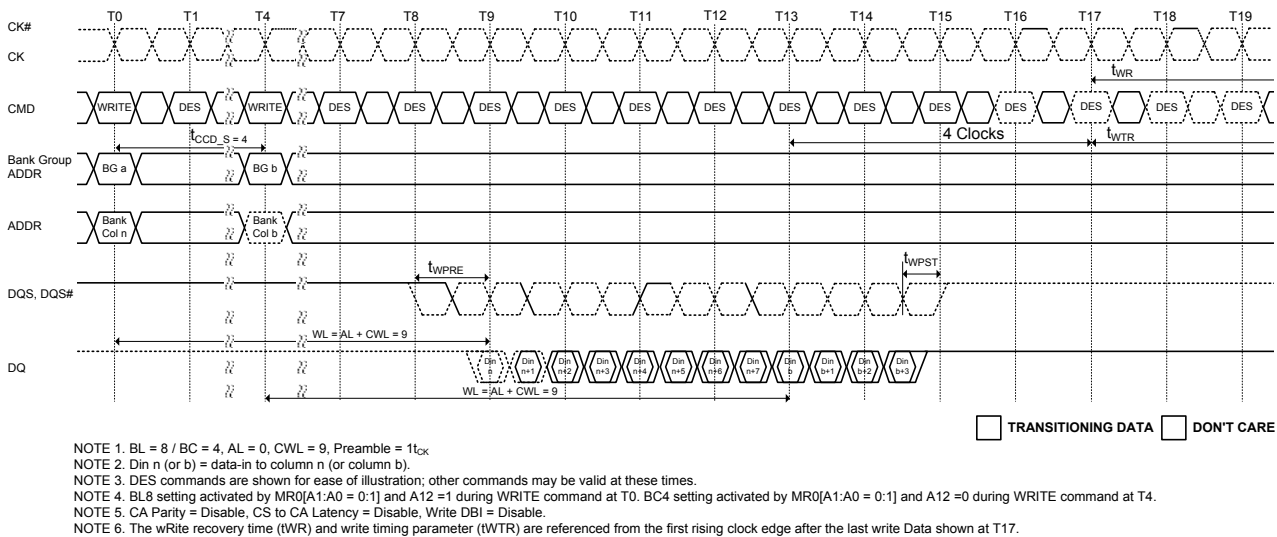 T0 T1 T4 T7 T8 T9 T10 T11 T12 T13 T14 T15 T16 T17 T18 T19
CK#
CK
tWR
CMD WRITE DES WRITE DES DES DES DES DES DES DES DES DES DES DES DES DES
tCCD_S = 4
4 Clocks
tWTR
Bank Group
ADDR
BG a BG b
ADDR
Bank Bank
Col n Col b
tWPRE
tWPST
DQS, DQS#
WL = AL + CWL = 9
DQ
Din Din Din Din Din Din Din Din Din Din Din Din
n n+1 n+2 n+3 n+4 n+5 n+6 n+7 b b+1 b+2 b+3
WL = AL + CWL = 9
TRANSITIONING DATA DON'T CARE
NOTE 1. BL = 8 / BC = 4, AL = 0, CWL = 9, Preamble = 1tCK
NOTE 2. Din n (or b) = data-in to column n (or column b).
NOTE 3. DES commands are shown for ease of illustration; other commands may be valid at these times.
NOTE 4. BL8 setting activated by MR0[A1:A0 = 0:1] and A12 =1 during WRITE command at T0. BC4 setting activated by MR0[A1:A0 = 0:1] and A12 =0 during WRITE command at T4.
NOTE 5. CA Parity = Disable, CS to CA Latency = Disable, Write DBI = Disable.
NOTE 6. The wRite recovery time (tWR) and write timing parameter (tWTR) are referenced from the first rising clock edge after the last write Data shown at T17.